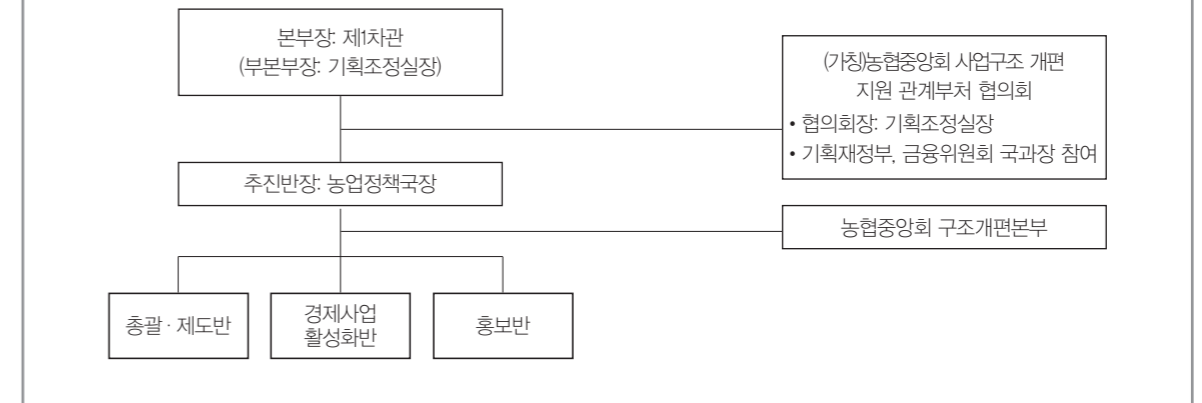 본부장: 제1차관
(부본부장: 기획조정실장)
(가칭)농협중앙회 사업구조 개편
지원 관계부처 협의회
• 협의회장: 기획조정실장
• 기획재정부, 금융위원회 국과장 참여
추진반장: 농업정책국장
농협중앙회 구조개편본부
총괄 · 제도반
경제사업
활성화반
홍보반